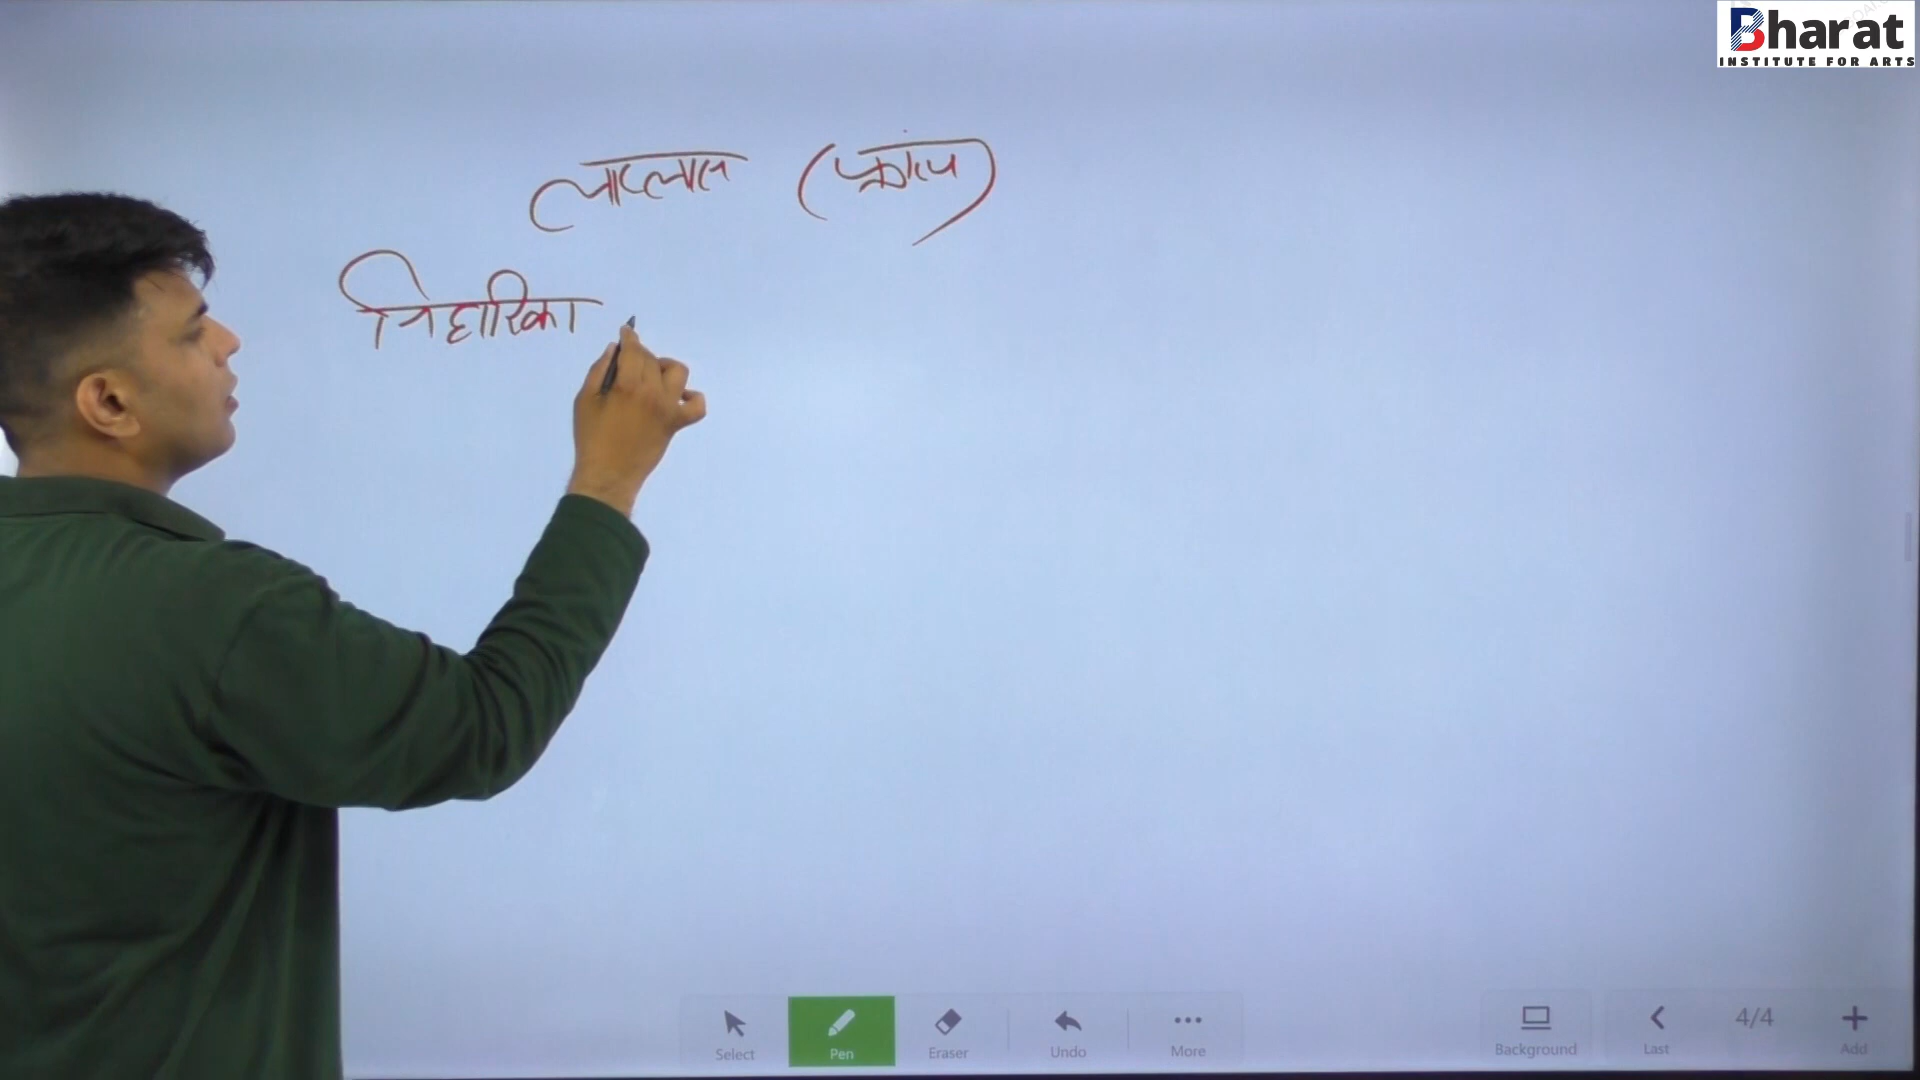 Bharat
INSTITUTE FOR ARTS
लाप्लास (फ्रांस)
निहारिका
Select
Pen
Eraser
Undo
More
Background
Last
4/4
Add